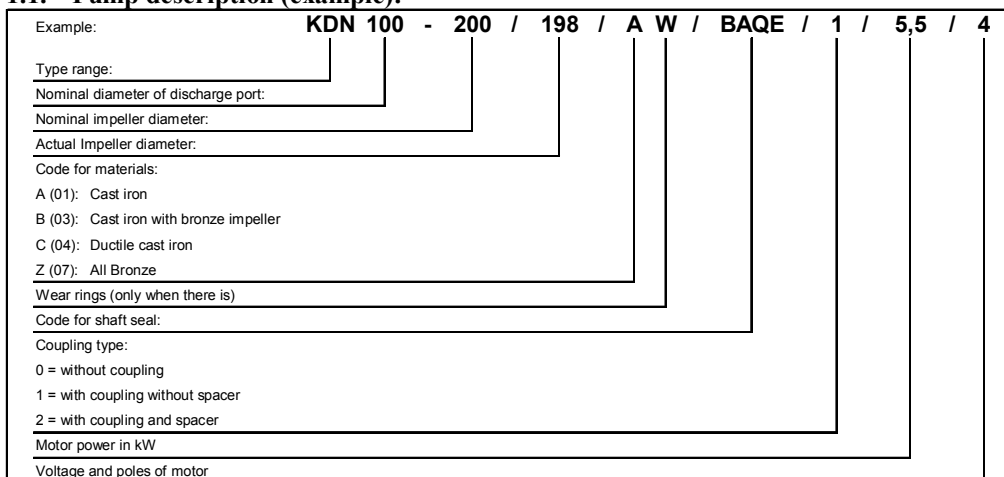 1.1. Pump description (example):
Example: KDN 100 - 200 / 198 / A W / BAQE / 1 / 5,5 / 4
Type range:
Nominal diameter of discharge port:
Nominal impeller diameter:
Actual Impeller diameter:
Code for materials:
A (01): Cast iron
B (03): Cast iron with bronze impeller
C (04): Ductile cast iron
Z (07): All Bronze
Wear rings (only when there is)
Code for shaft seal:
Coupling type:
0 = without coupling
1 = with coupling without spacer
2 = with coupling and spacer
Motor power in kW
Voltage and poles of motor